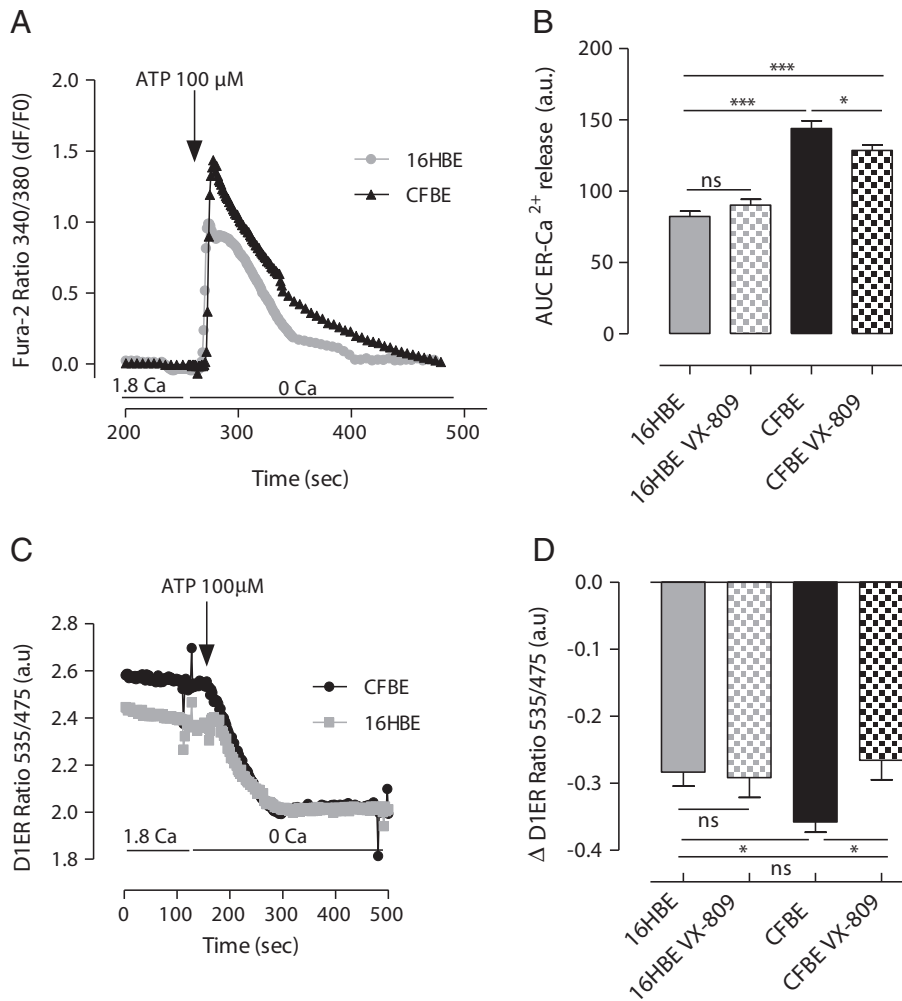 A
Fura-2 Ratio 340/380 (dF/F0)
2.0
1.5
1.0
0.5
0.0
ATP 100 µM
16HBE
CFBE
1.8 Ca
0 Ca
200
300
400
500
Time (sec)
B
AUC ER-Ca 2+ release (a.u.)
200
150
100
50
0
***
***
*
ns
16HBE
16HBE VX-809
CFBE
CFBE VX-809
C
D1ER Ratio 535/475 (a.u)
2.8
2.6
2.4
2.2
2.0
1.8
ATP 100µM
CFBE
16HBE
1.8 Ca
0 Ca
0
100
200
300
400
500
Time (sec)
D
Δ D1ER Ratio 535/475 (a.u)
0.0
-0.1
-0.2
-0.3
-0.4
ns
*
*
ns
16HBE
16HBE VX-809
CFBE
CFBE VX-809